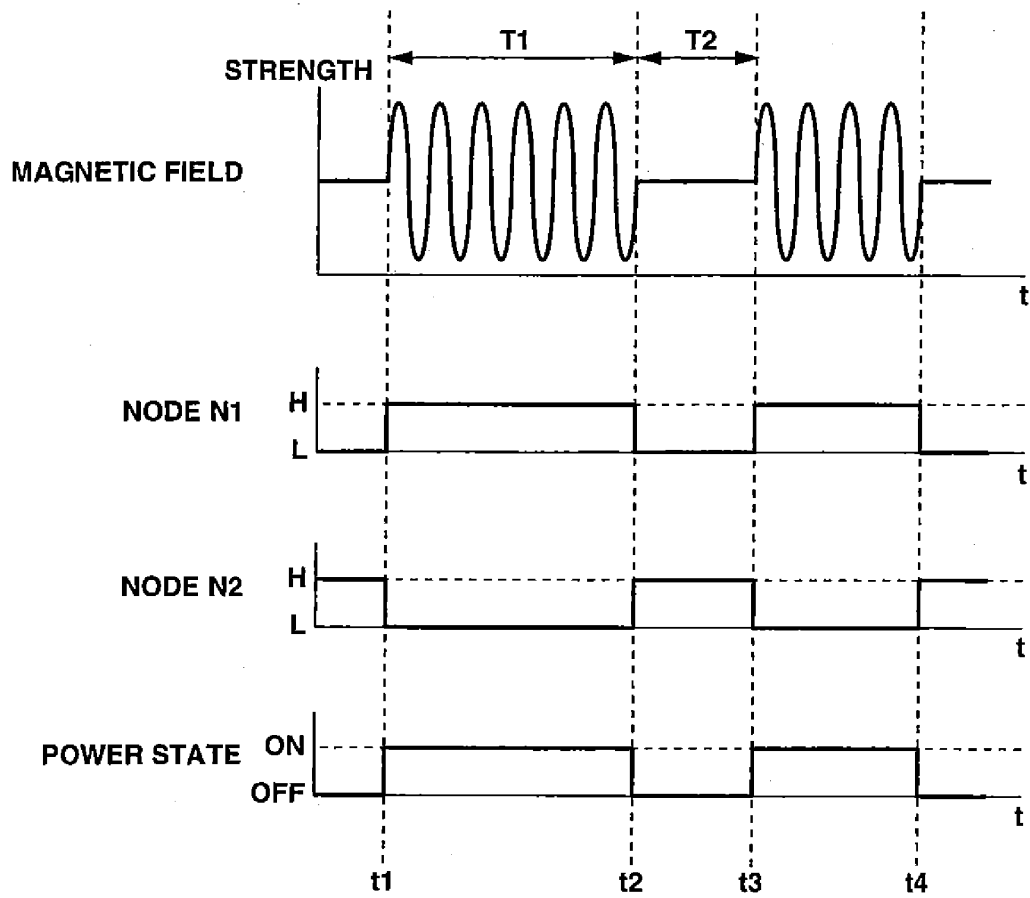 T1 T2
STRENGTH
MAGNETIC FIELD
t
NODE N1 H
L
t
NODE N2 H
L
t
POWER STATE ON
OFF
t
t1 t2 t3 t4